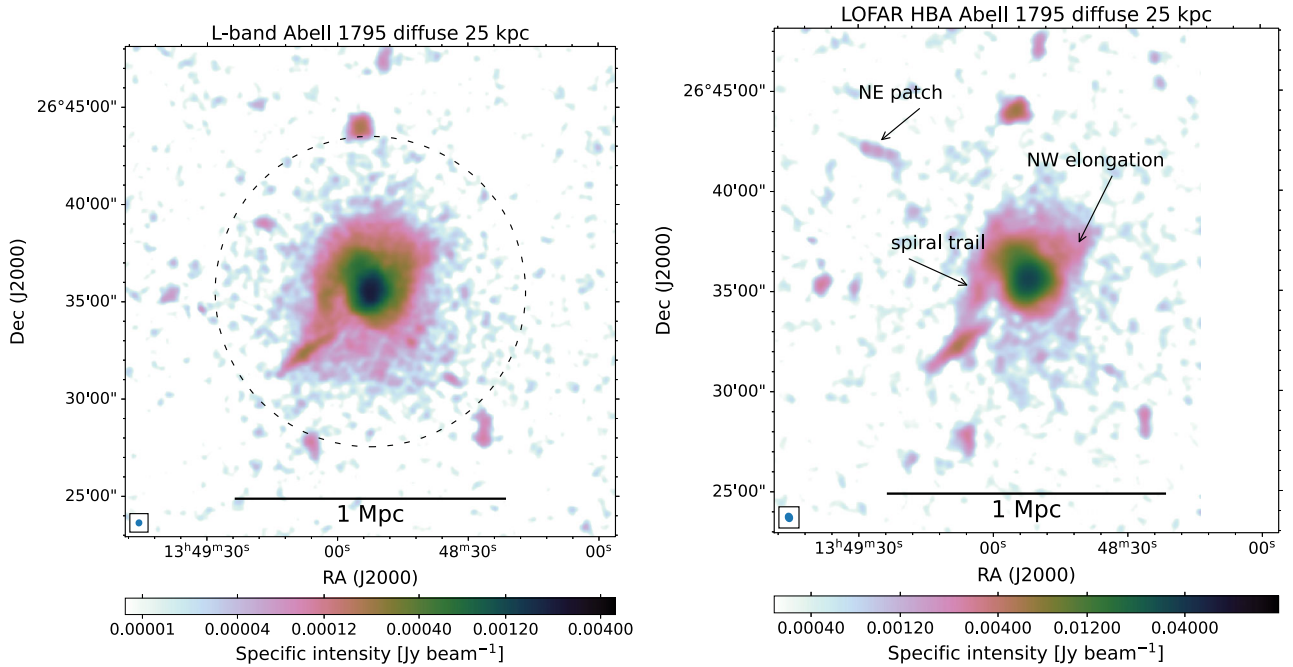 L-band Abell 1795 diffuse 25 kpc
26°45'00"
40'00"
35'00"
30'00"
25'00"
Dec (J2000)
1 Mpc
13ʰ49ᵐ30ˢ 00ˢ 48ᵐ30ˢ 00ˢ
RA (J2000)
0.00001 0.00004 0.00012 0.00040 0.00120 0.00400
Specific intensity [Jy beam⁻¹]
LOFAR HBA Abell 1795 diffuse 25 kpc
NE patch
NW elongation
spiral trail
26°45'00"
40'00"
35'00"
30'00"
25'00"
Dec (J2000)
1 Mpc
13ʰ49ᵐ30ˢ 00ˢ 48ᵐ30ˢ 00ˢ
RA (J2000)
0.00040 0.00120 0.00400 0.01200 0.04000
Specific intensity [Jy beam⁻¹]